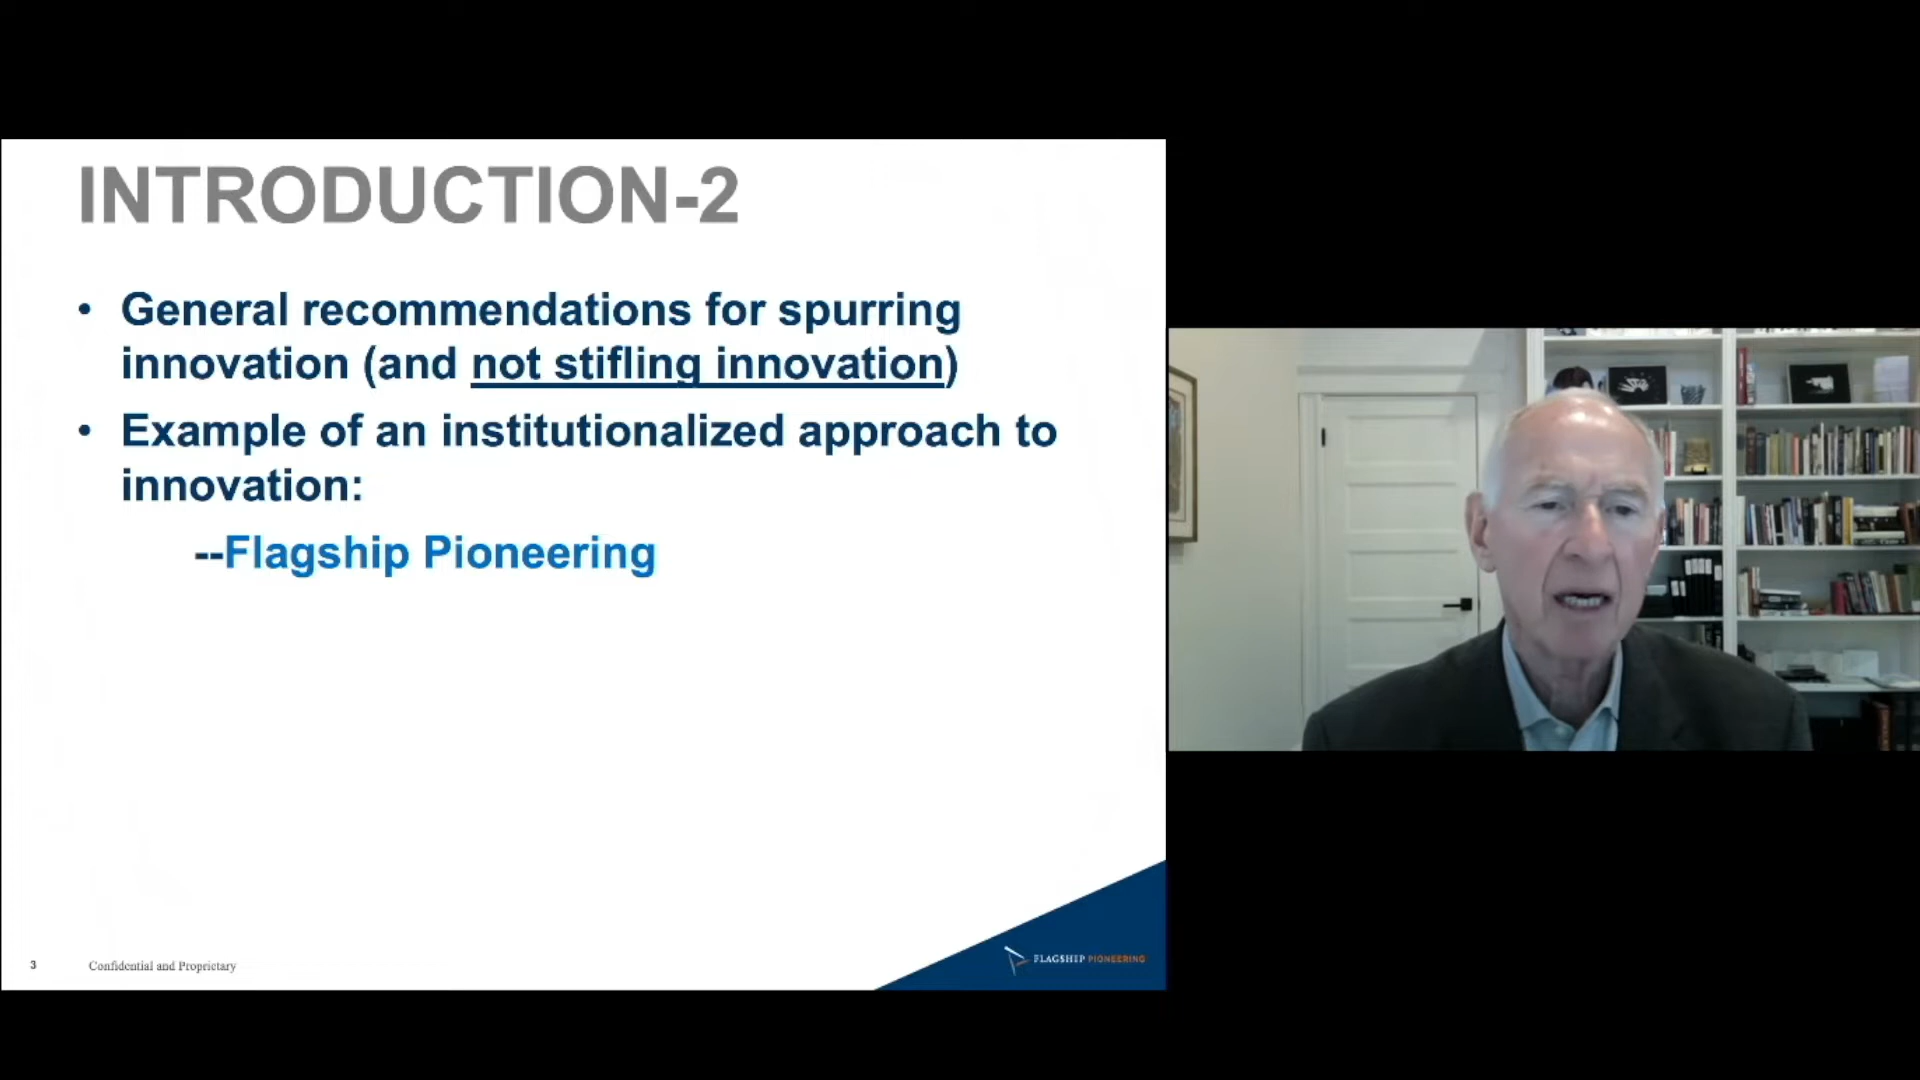 INTRODUCTION-2
• General recommendations for spurring
innovation (and not stifling innovation)
• Example of an institutionalized approach to
innovation:
--Flagship Pioneering
3
Confidential and Proprietary
FLAGSHIP PIONEERING